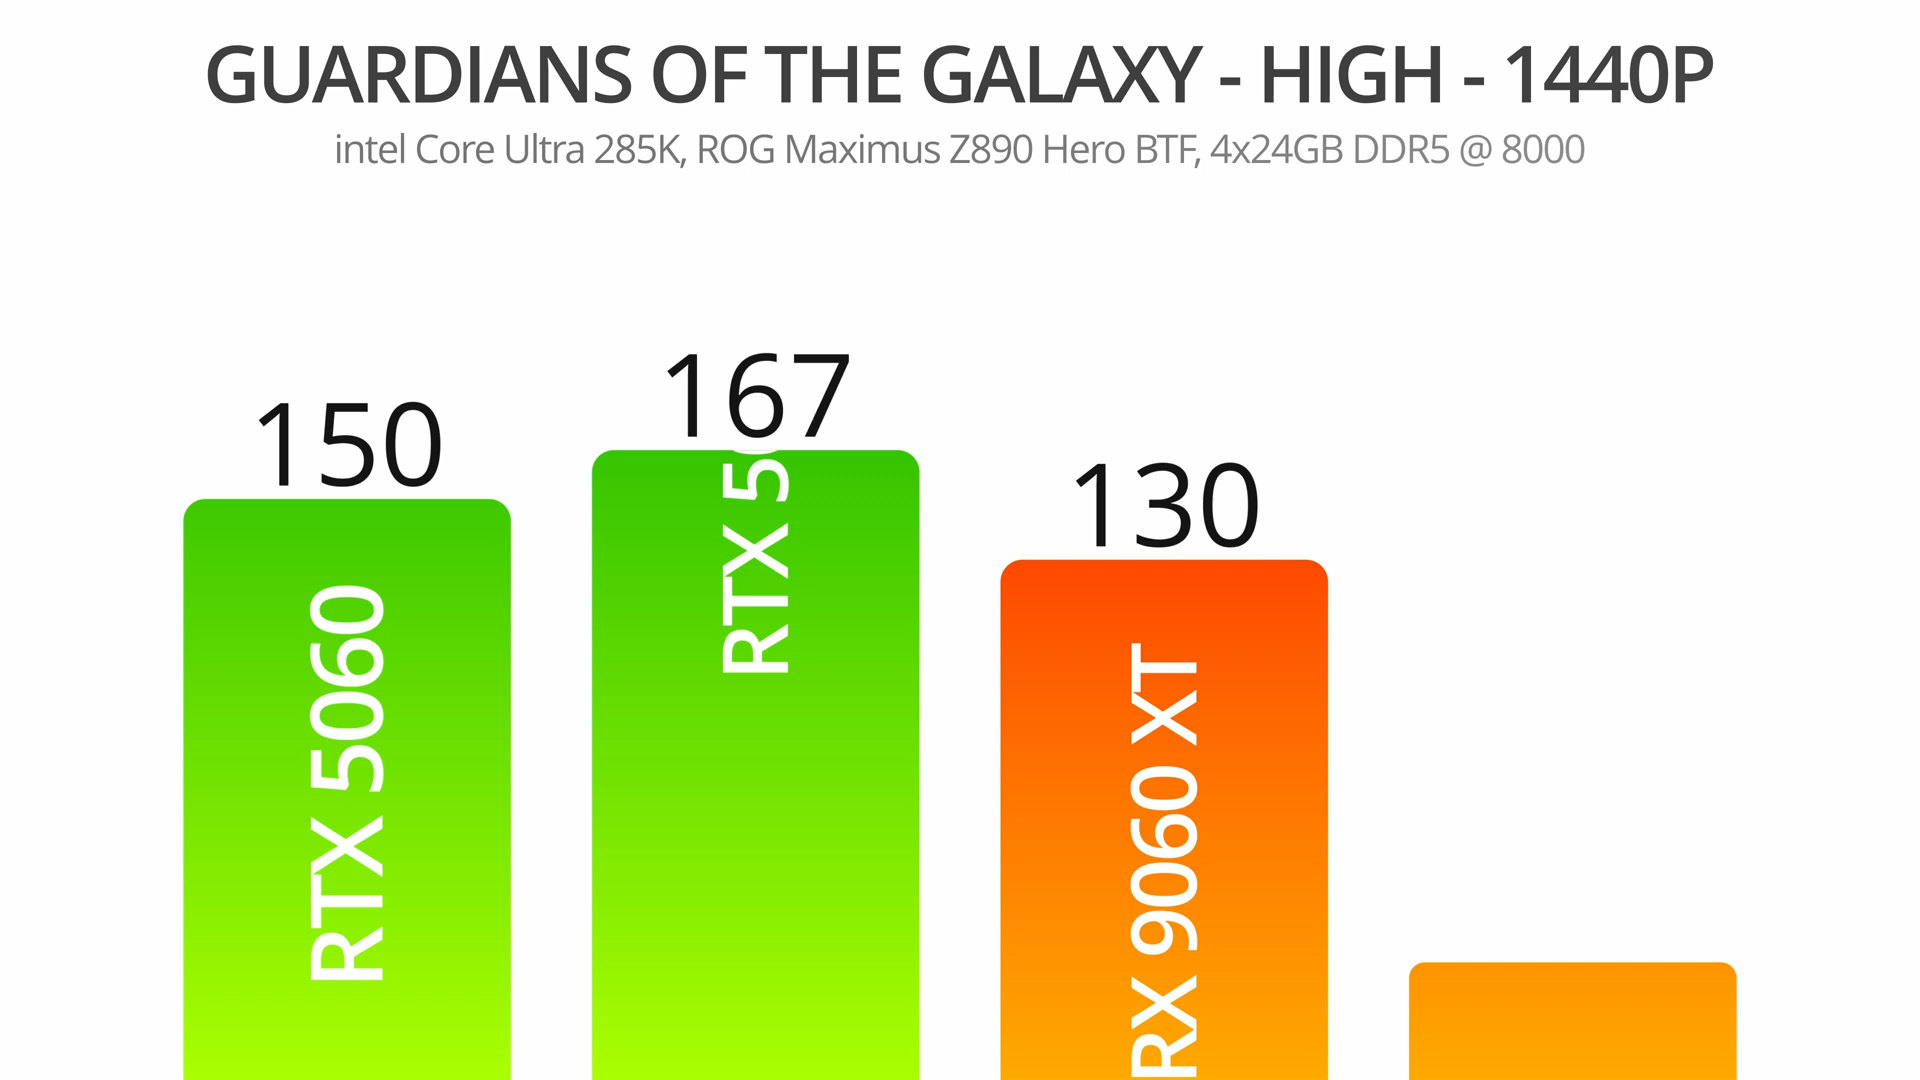 GUARDIANS OF THE GALAXY - HIGH - 1440P
intel Core Ultra 285K, ROG Maximus Z890 Hero BTF, 4x24GB DDR5 @ 8000
150
167
130
RTX 5060
RTX
RX 9060 XT